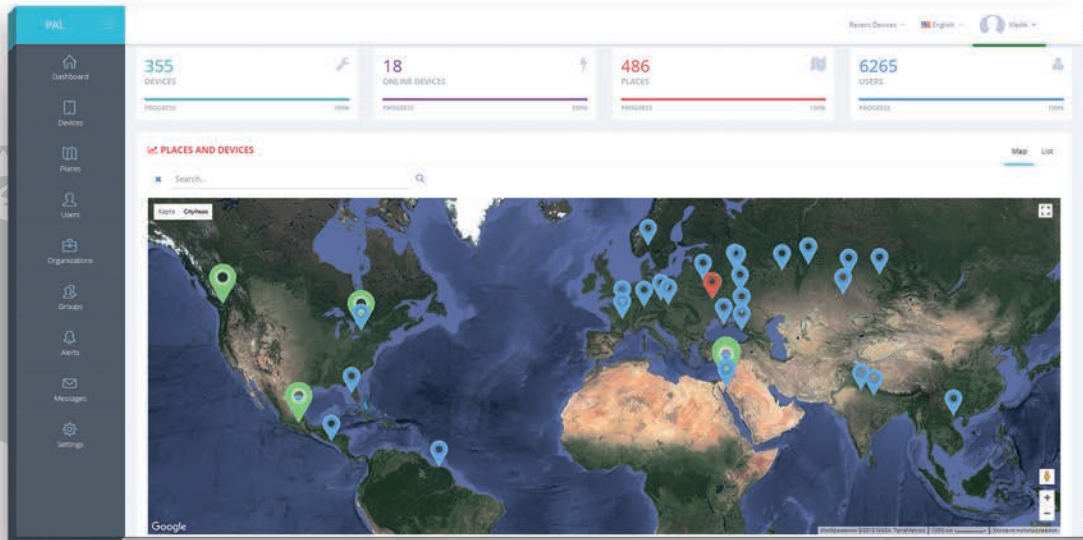 PAL
Recent Devices
English
Vladik
Dashboard
Devices
Places
Users
Organizations
Groups
Alerts
Messages
Settings
355
DEVICES
PROGRESS
100%
18
ONLINE DEVICES
PROGRESS
100%
486
PLACES
PROGRESS
100%
6265
USERS
PROGRESS
100%
PLACES AND DEVICES
Map List
Search..
Карта Спутник
Google